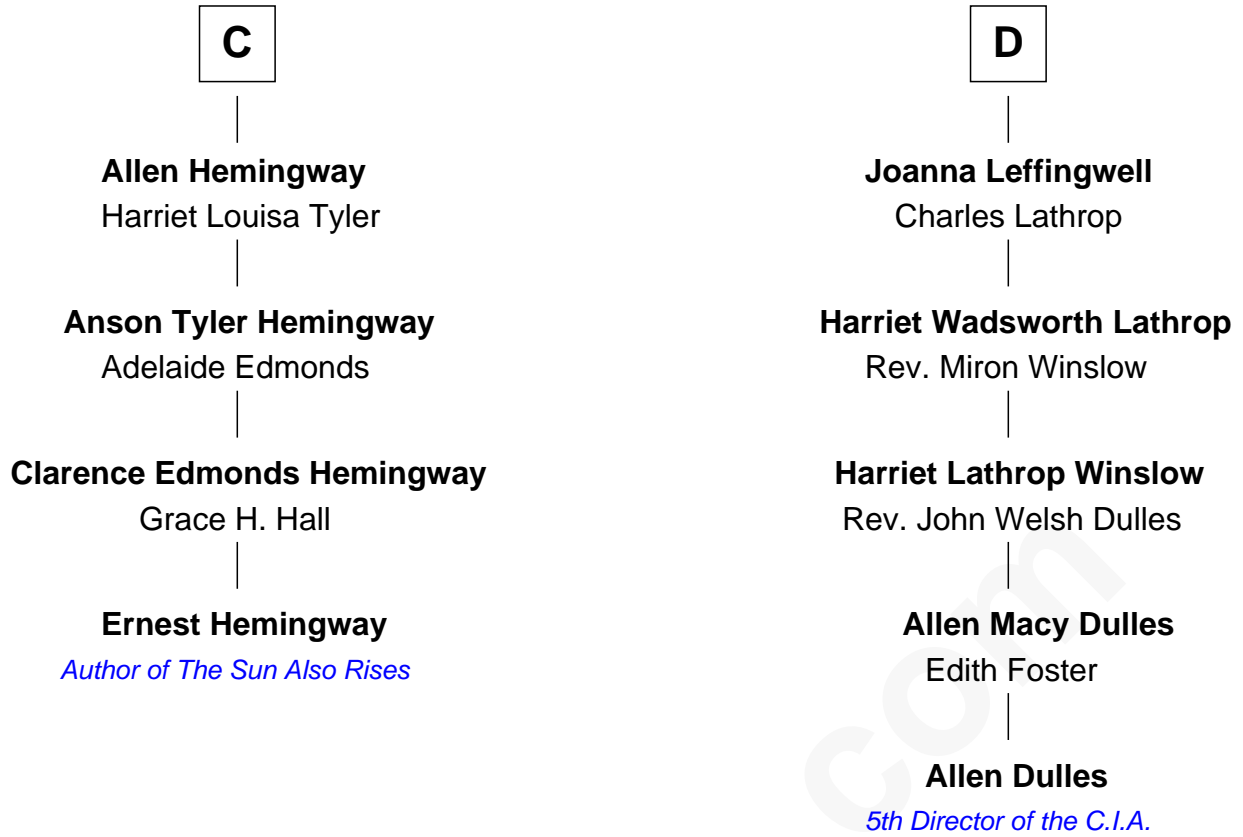 C
Allen Hemingway
Harriet Louisa Tyler
Anson Tyler Hemingway
Adelaide Edmonds
Clarence Edmonds Hemingway
Grace H. Hall
Ernest Hemingway
Author of The Sun Also Rises
D
Joanna Leffingwell
Charles Lathrop
Harriet Wadsworth Lathrop
Rev. Miron Winslow
Harriet Lathrop Winslow
Rev. John Welsh Dulles
Allen Macy Dulles
Edith Foster
Allen Dulles
5th Director of the C.I.A.
com